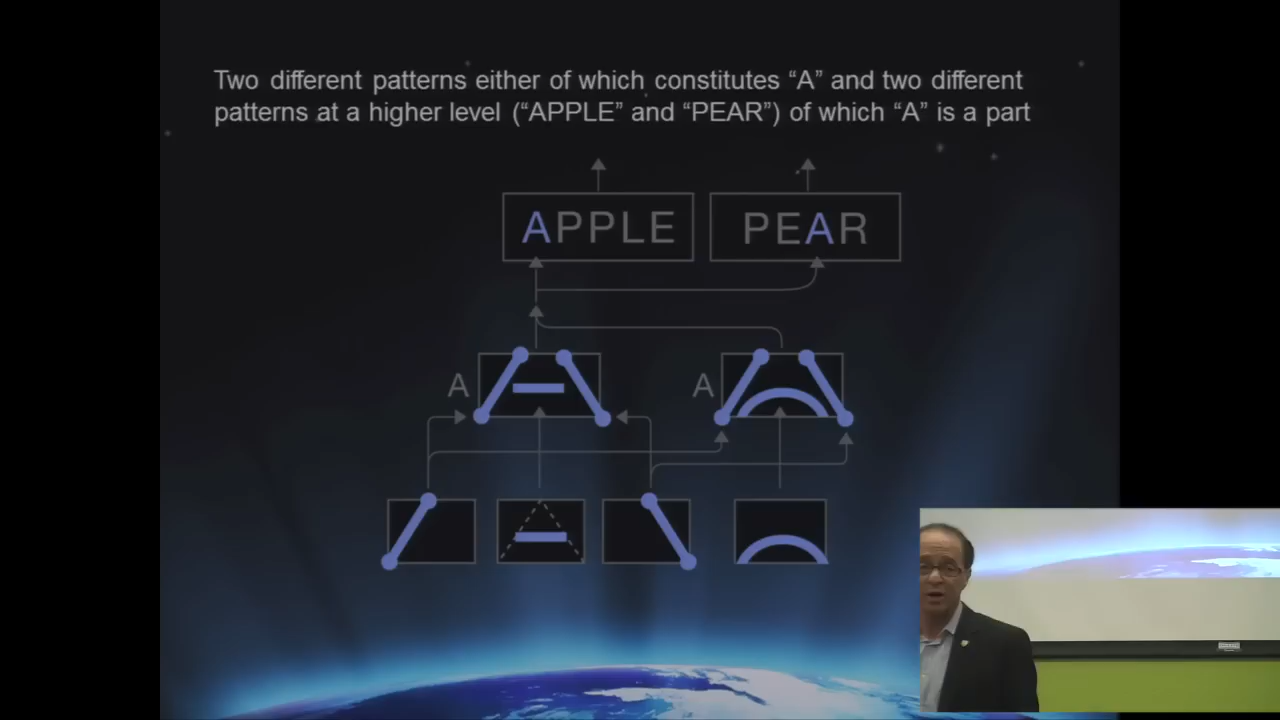 Two different patterns either of which constitutes “A” and two different
patterns at a higher level (“APPLE” and “PEAR”) of which “A” is a part
APPLE
PEAR
A
A